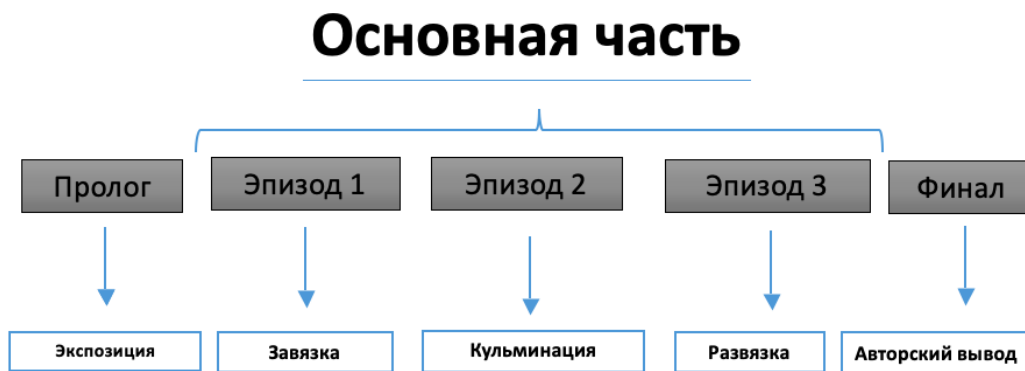 Основная часть
Пролог
Эпизод 1
Эпизод 2
Эпизод 3
Финал
Экспозиция
Завязка
Кульминация
Развязка
Авторский вывод